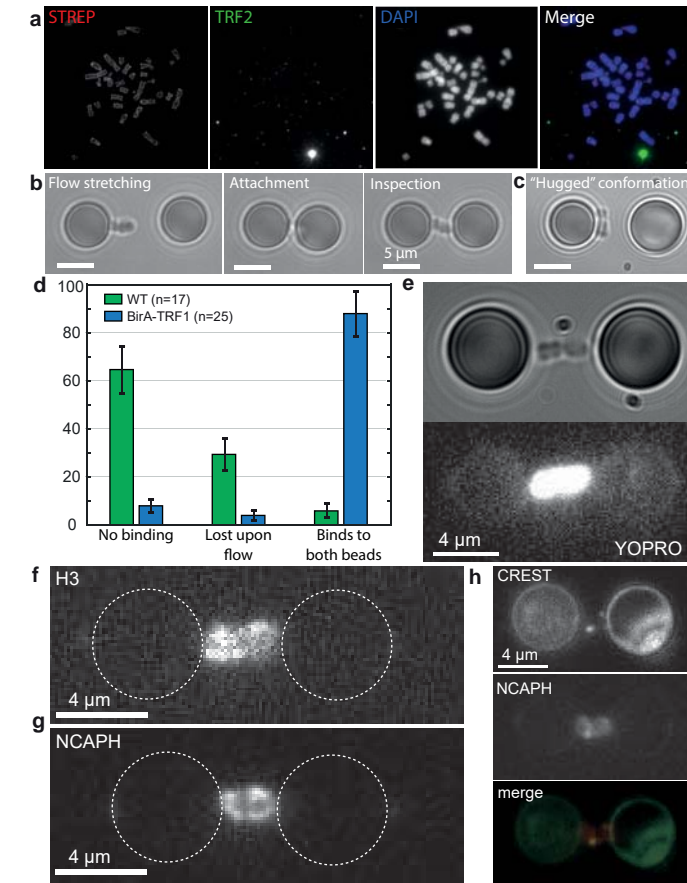 a
STREP
TRF2
DAPI
Merge
b
Flow stretching
Attachment
Inspection
5 µm
c
"Hugged" conformation
d
100
80
60
40
20
0
WT (n=17)
BirA-TRF1 (n=25)
No binding
Lost upon
flow
Binds to
both beads
e
4 µm
YOPRO
f
H3
4 µm
g
NCAPH
4 µm
h
CREST
4 µm
NCAPH
merge